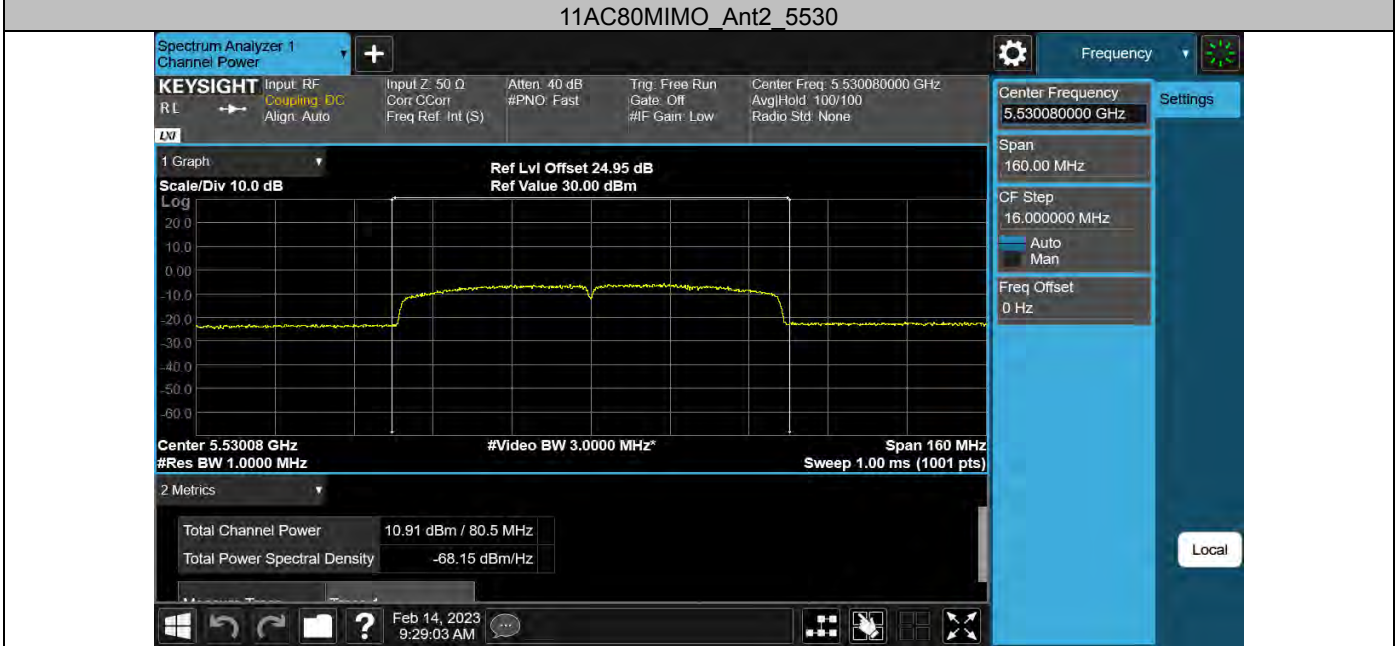 11AC80MIMO_Ant2_5530
Spectrum Analyzer 1
Channel Power
Frequency
KEYSIGHT
RL
LXI
Input: RF
Coupling: DC
Align: Auto
Input Z: 50 Ω
Corr CCorr
Freq Ref: Int (S)
Atten: 40 dB
#PNO: Fast
Trig: Free Run
Gate: Off
#IF Gain: Low
Center Freq: 5.530080000 GHz
Avg|Hold: 100/100
Radio Std: None
Center Frequency
5.530080000 GHz
Settings
Span
160.00 MHz
CF Step
16.000000 MHz
Auto
Man
Freq Offset
0 Hz
Local
1 Graph
Scale/Div 10.0 dB
Ref Lvl Offset 24.95 dB
Ref Value 30.00 dBm
Log
20.0
10.0
0.00
-10.0
-20.0
-30.0
-40.0
-50.0
-60.0
Center 5.53008 GHz
#Video BW 3.0000 MHz*
Span 160 MHz
#Res BW 1.0000 MHz
Sweep 1.00 ms (1001 pts)
2 Metrics
Total Channel Power 10.91 dBm / 80.5 MHz
Total Power Spectral Density -68.15 dBm/Hz
Feb 14, 2023
9:29:03 AM